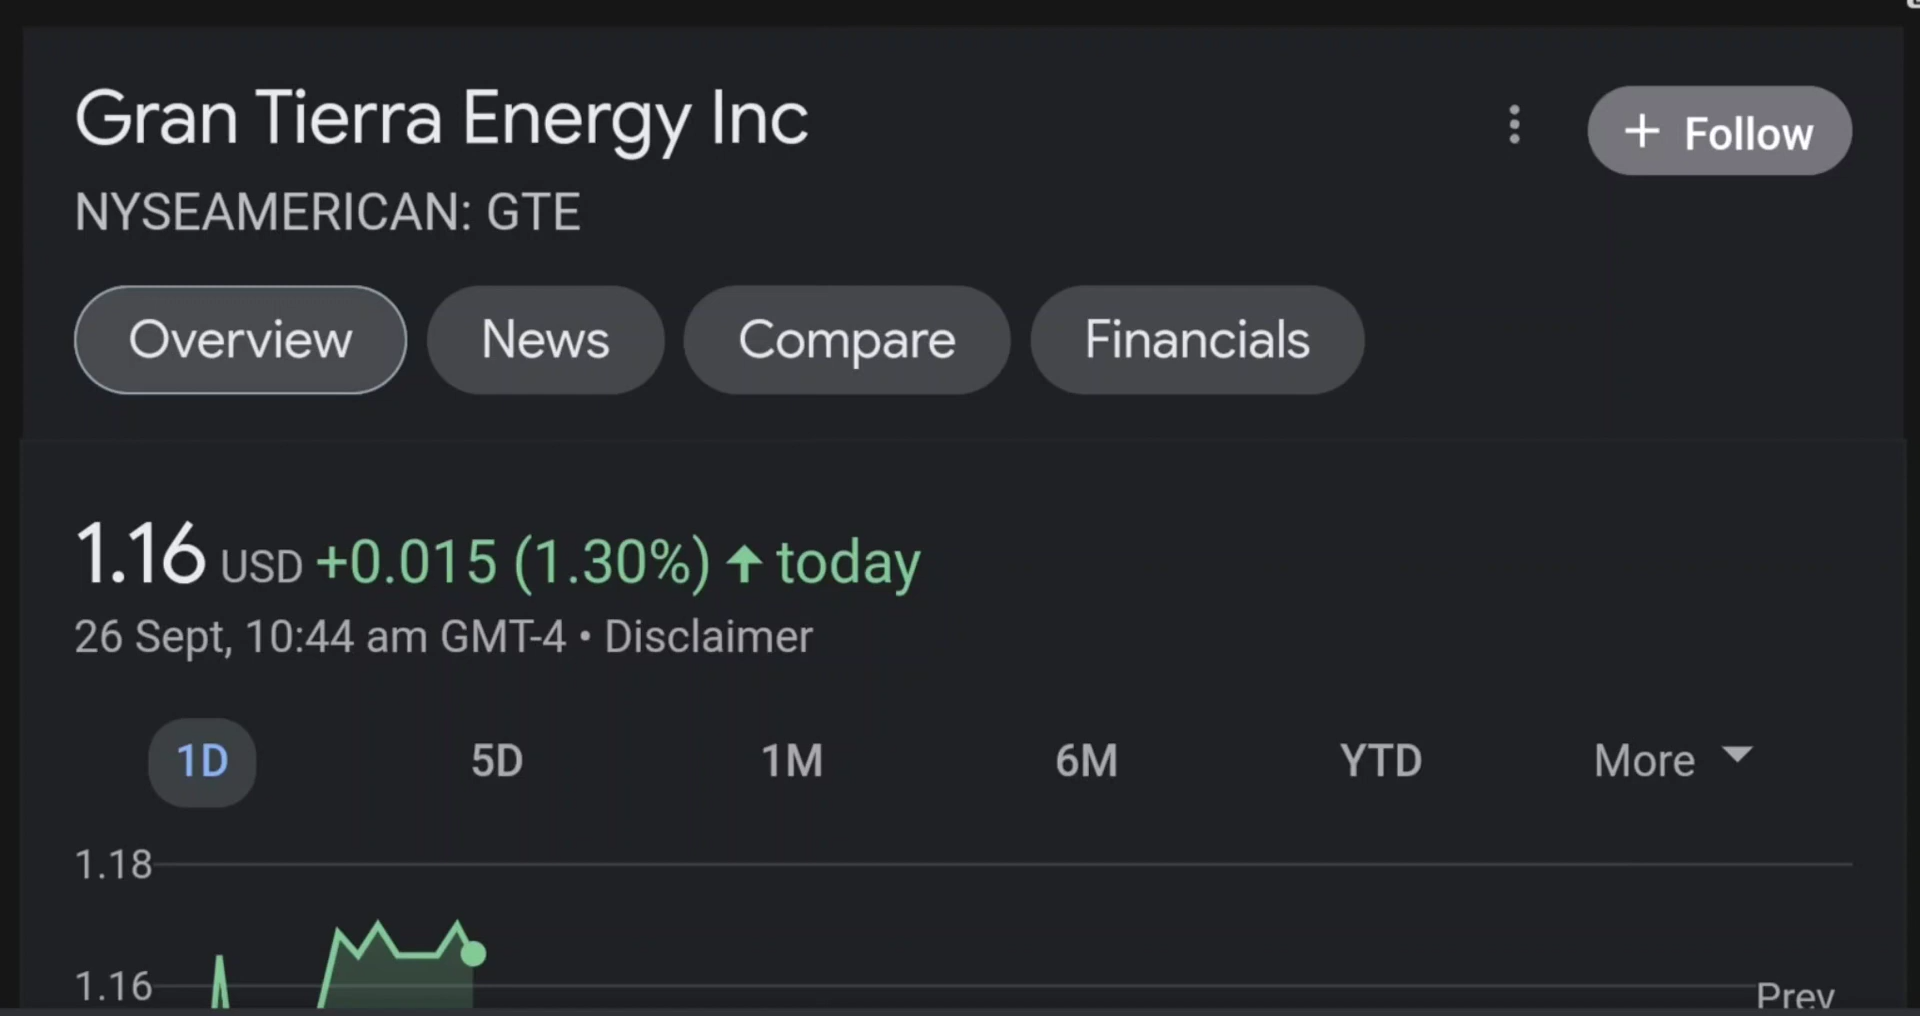 Gran Tierra Energy Inc
+ Follow
NYSEAMERICAN: GTE
Overview News Compare Financials
1.16 USD +0.015 (1.30%) ↑ today
26 Sept, 10:44 am GMT-4 • Disclaimer
1D 5D 1M 6M YTD More
1.18
1.16
Prev